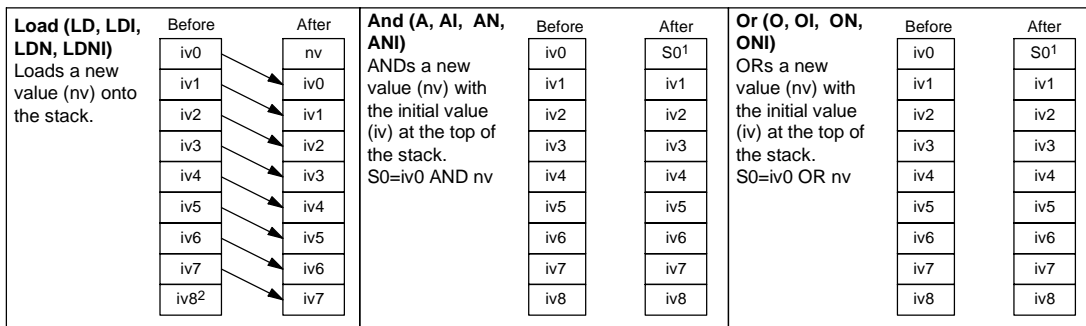 Load (LD, LDI,
LDN, LDNI)
Loads a new
value (nv) onto
the stack.
Before
iv0
iv1
iv2
iv3
iv4
iv5
iv6
iv7
iv8²
After
nv
iv0
iv1
iv2
iv3
iv4
iv5
iv6
iv7
And (A, AI, AN,
ANI)
ANDs a new
value (nv) with
the initial value
(iv) at the top of
the stack.
S0=iv0 AND nv
Before
iv0
iv1
iv2
iv3
iv4
iv5
iv6
iv7
iv8
After
S0¹
iv1
iv2
iv3
iv4
iv5
iv6
iv7
iv8
Or (O, OI, ON,
ONI)
ORs a new
value (nv) with
the initial value
(iv) at the top of
the stack.
S0=iv0 OR nv
Before
iv0
iv1
iv2
iv3
iv4
iv5
iv6
iv7
iv8
After
S0¹
iv1
iv2
iv3
iv4
iv5
iv6
iv7
iv8